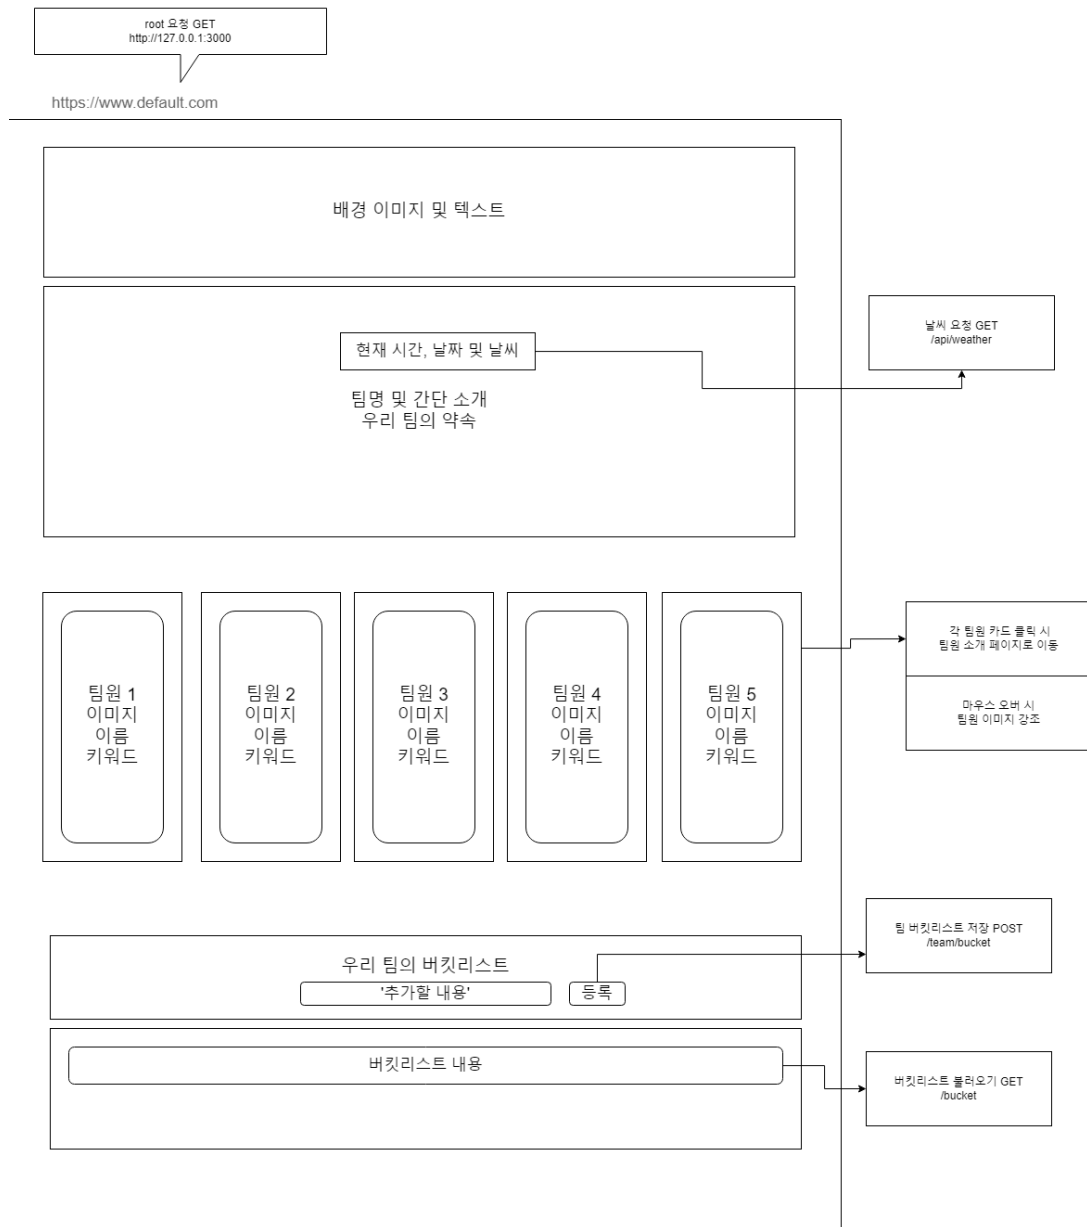 root 요청 GET
http://127.0.0.1:3000
https://www.default.com
배경 이미지 및 텍스트
현재 시간, 날짜 및 날씨
팀명 및 간단 소개
우리 팀의 약속
날씨 요청 GET
/api/weather
팀원 1
이미지
이름
키워드
팀원 2
이미지
이름
키워드
팀원 3
이미지
이름
키워드
팀원 4
이미지
이름
키워드
팀원 5
이미지
이름
키워드
각 팀원 카드 클릭 시
팀원 소개 페이지로 이동
마우스 오버 시
팀원 이미지 강조
우리 팀의 버킷리스트
'추가할 내용'
등록
팀 버킷리스트 저장 POST
/team/bucket
버킷리스트 내용
버킷리스트 불러오기 GET
/bucket